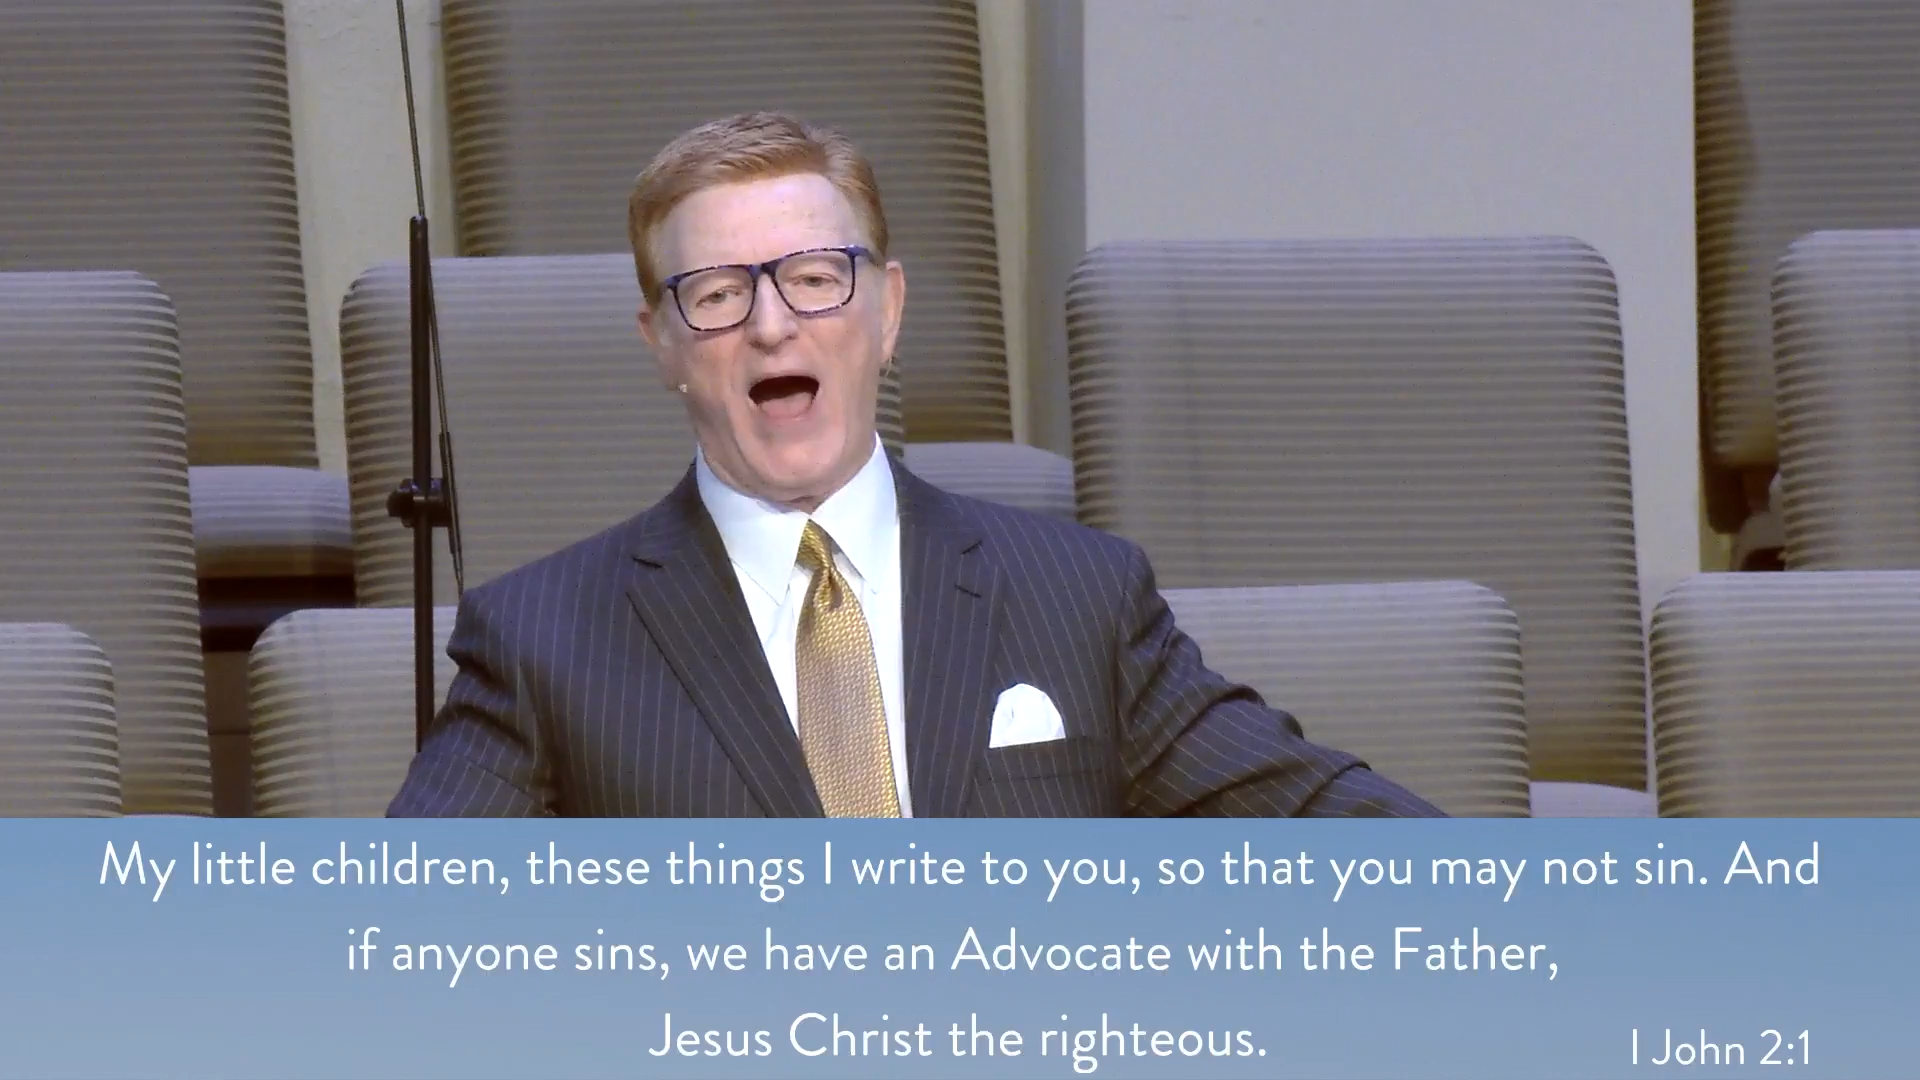 My little children, these things I write to you, so that you may not sin. And
if anyone sins, we have an Advocate with the Father,
Jesus Christ the righteous.
I John 2:1